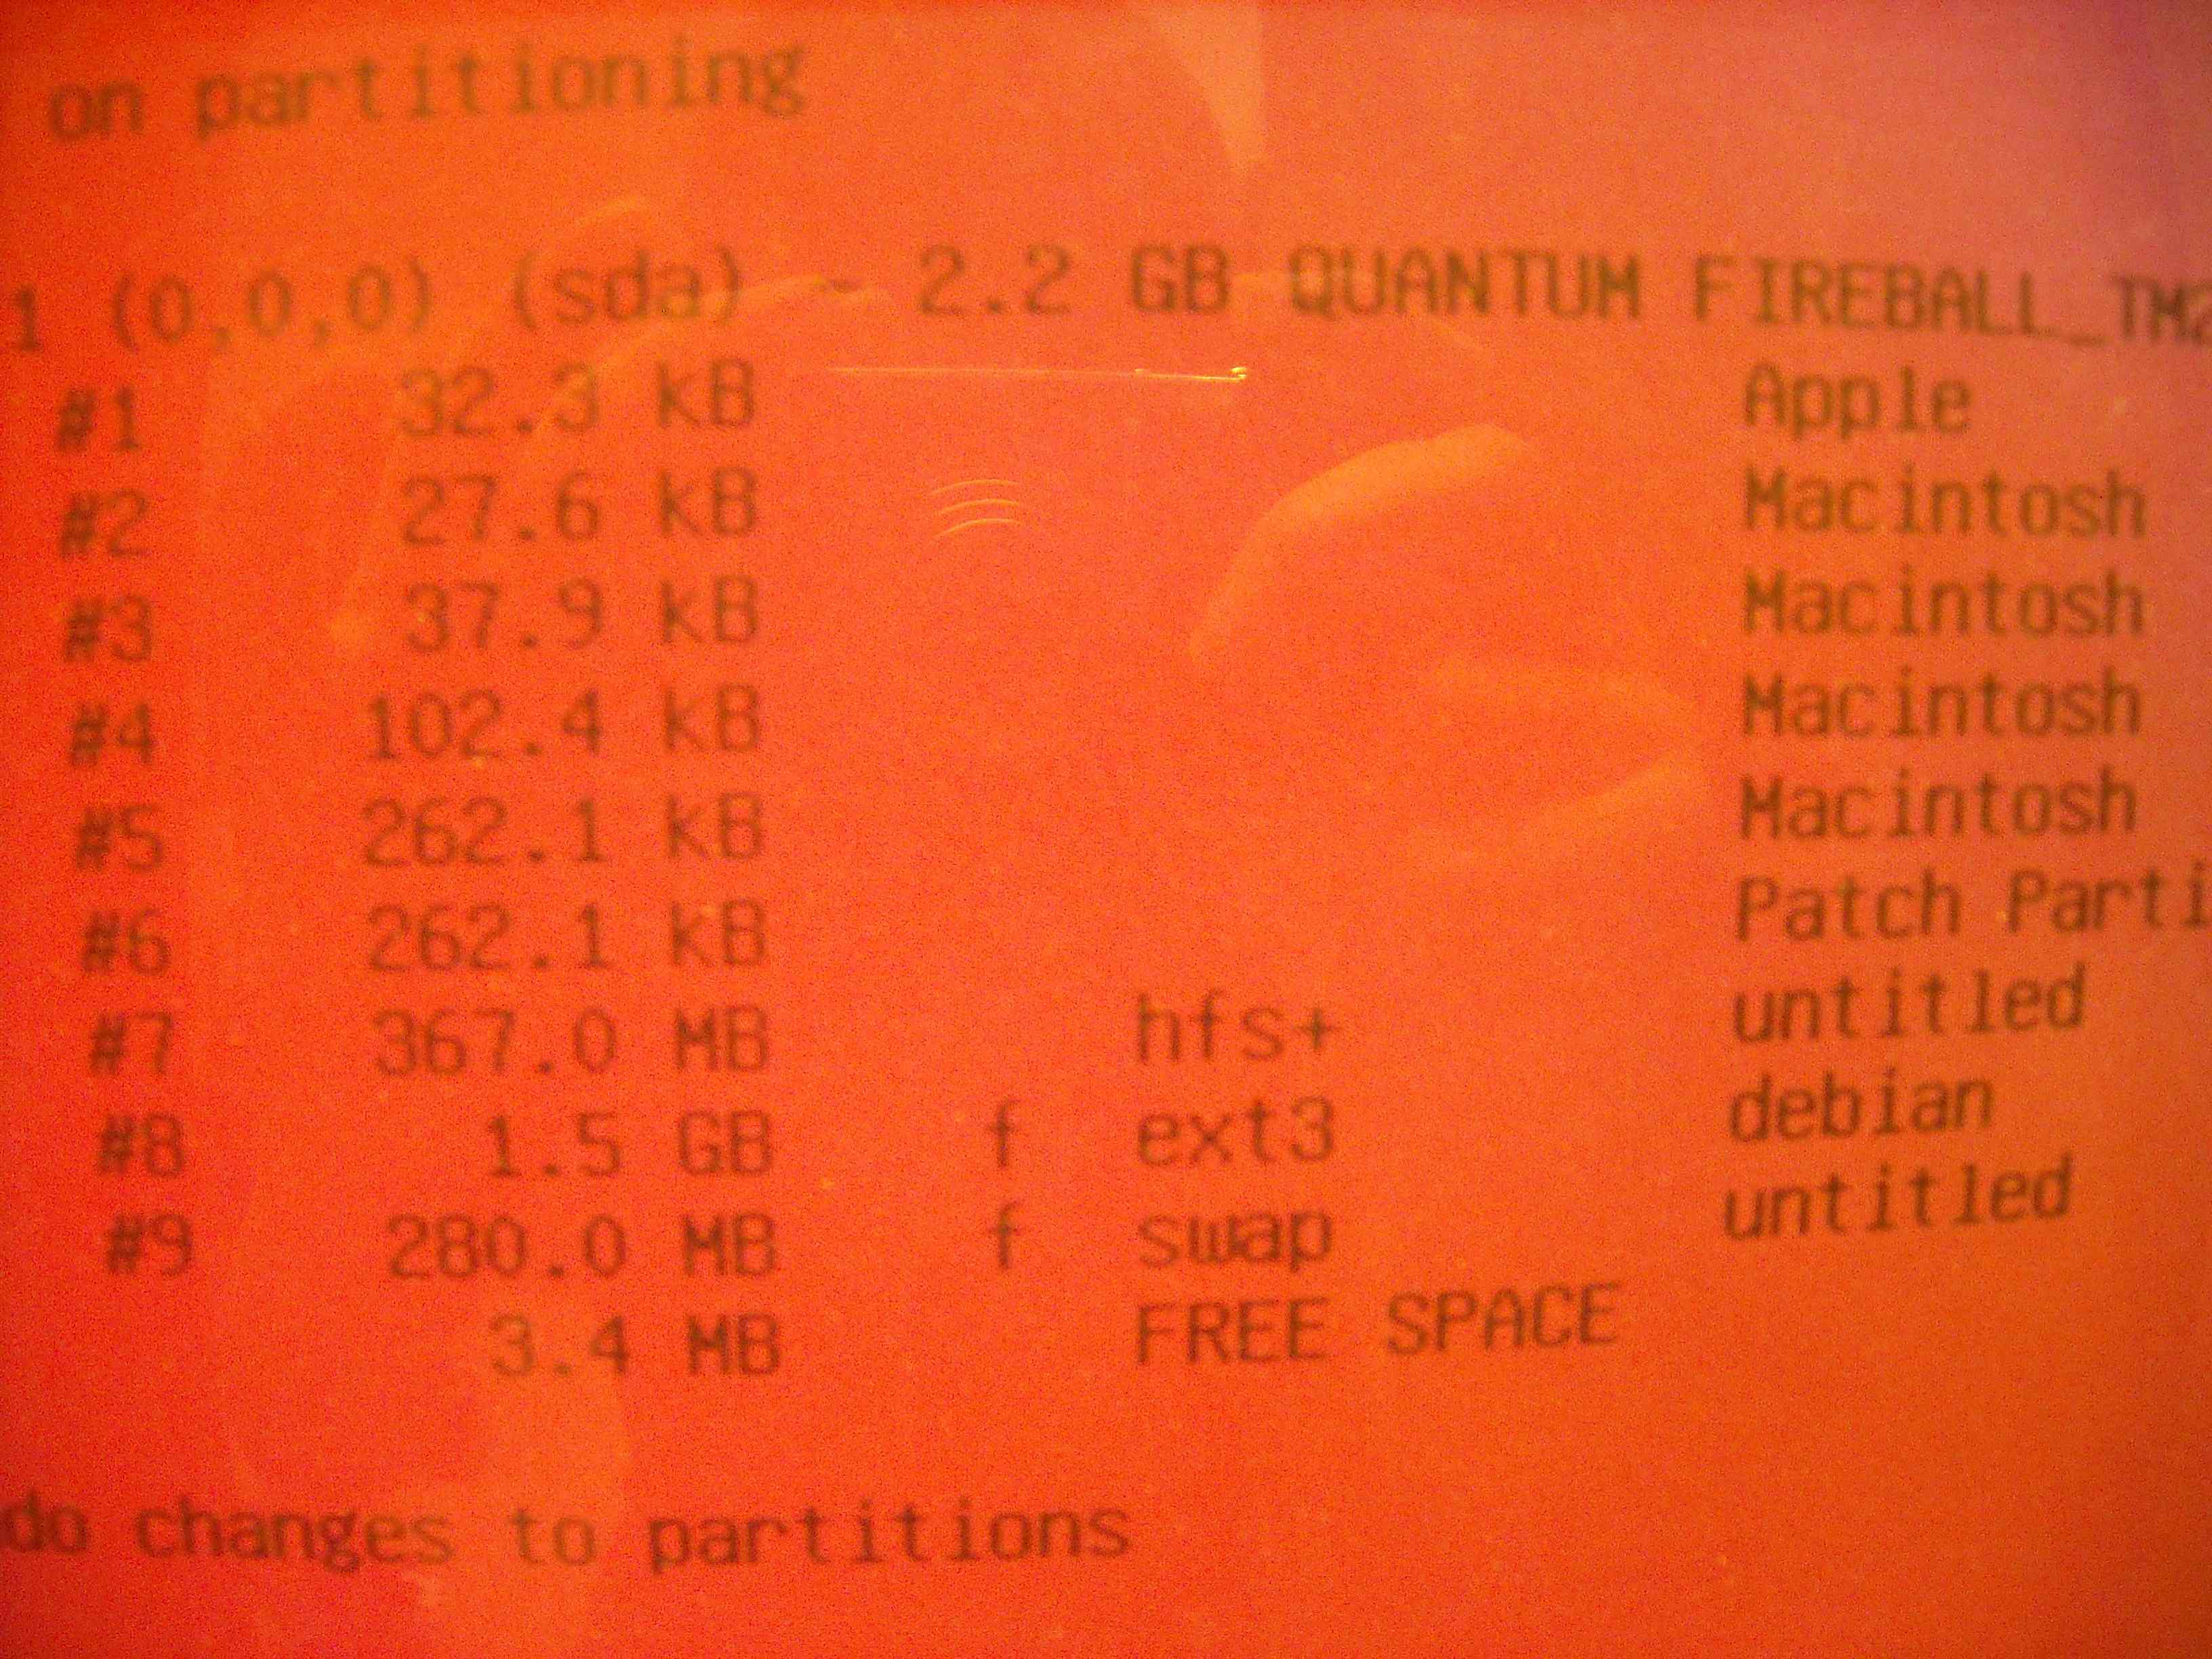 on partitioning
1 (0,0,0) (sda) - 2.2 GB QUANTUM FIREBALL_TM2
#1 32.3 kB Apple
#2 27.6 kB Macintosh
#3 37.9 kB Macintosh
#4 102.4 kB Macintosh
#5 262.1 kB Macintosh
#6 262.1 kB Patch Parti
#7 367.0 MB hfs+ untitled
#8 1.5 GB f ext3 debian
#9 280.0 MB f swap untitled
3.4 MB FREE SPACE
do changes to partitions